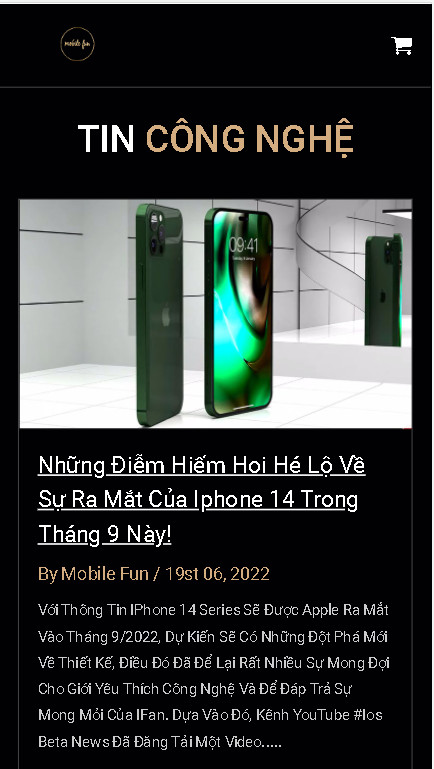 mobile fun
TIN CÔNG NGHỆ
09:41
Những Điễm Hiếm Hoi Hé Lộ Về
Sự Ra Mắt Của Iphone 14 Trong
Tháng 9 Này!
By Mobile Fun / 19st 06, 2022
Với Thông Tin IPhone 14 Series Sẽ Được Apple Ra Mắt
Vào Tháng 9/2022, Dự Kiến Sẽ Có Những Đột Phá Mới
Về Thiết Kế, Điều Đó Đã Để Lại Rất Nhiều Sự Mong Đợi
Cho Giới Yêu Thích Công Nghệ Và Để Đáp Trả Sự
Mong Mỏi Của IFan. Dựa Vào Đó, Kênh YouTube #Ios
Beta News Đã Đăng Tải Một Video.....